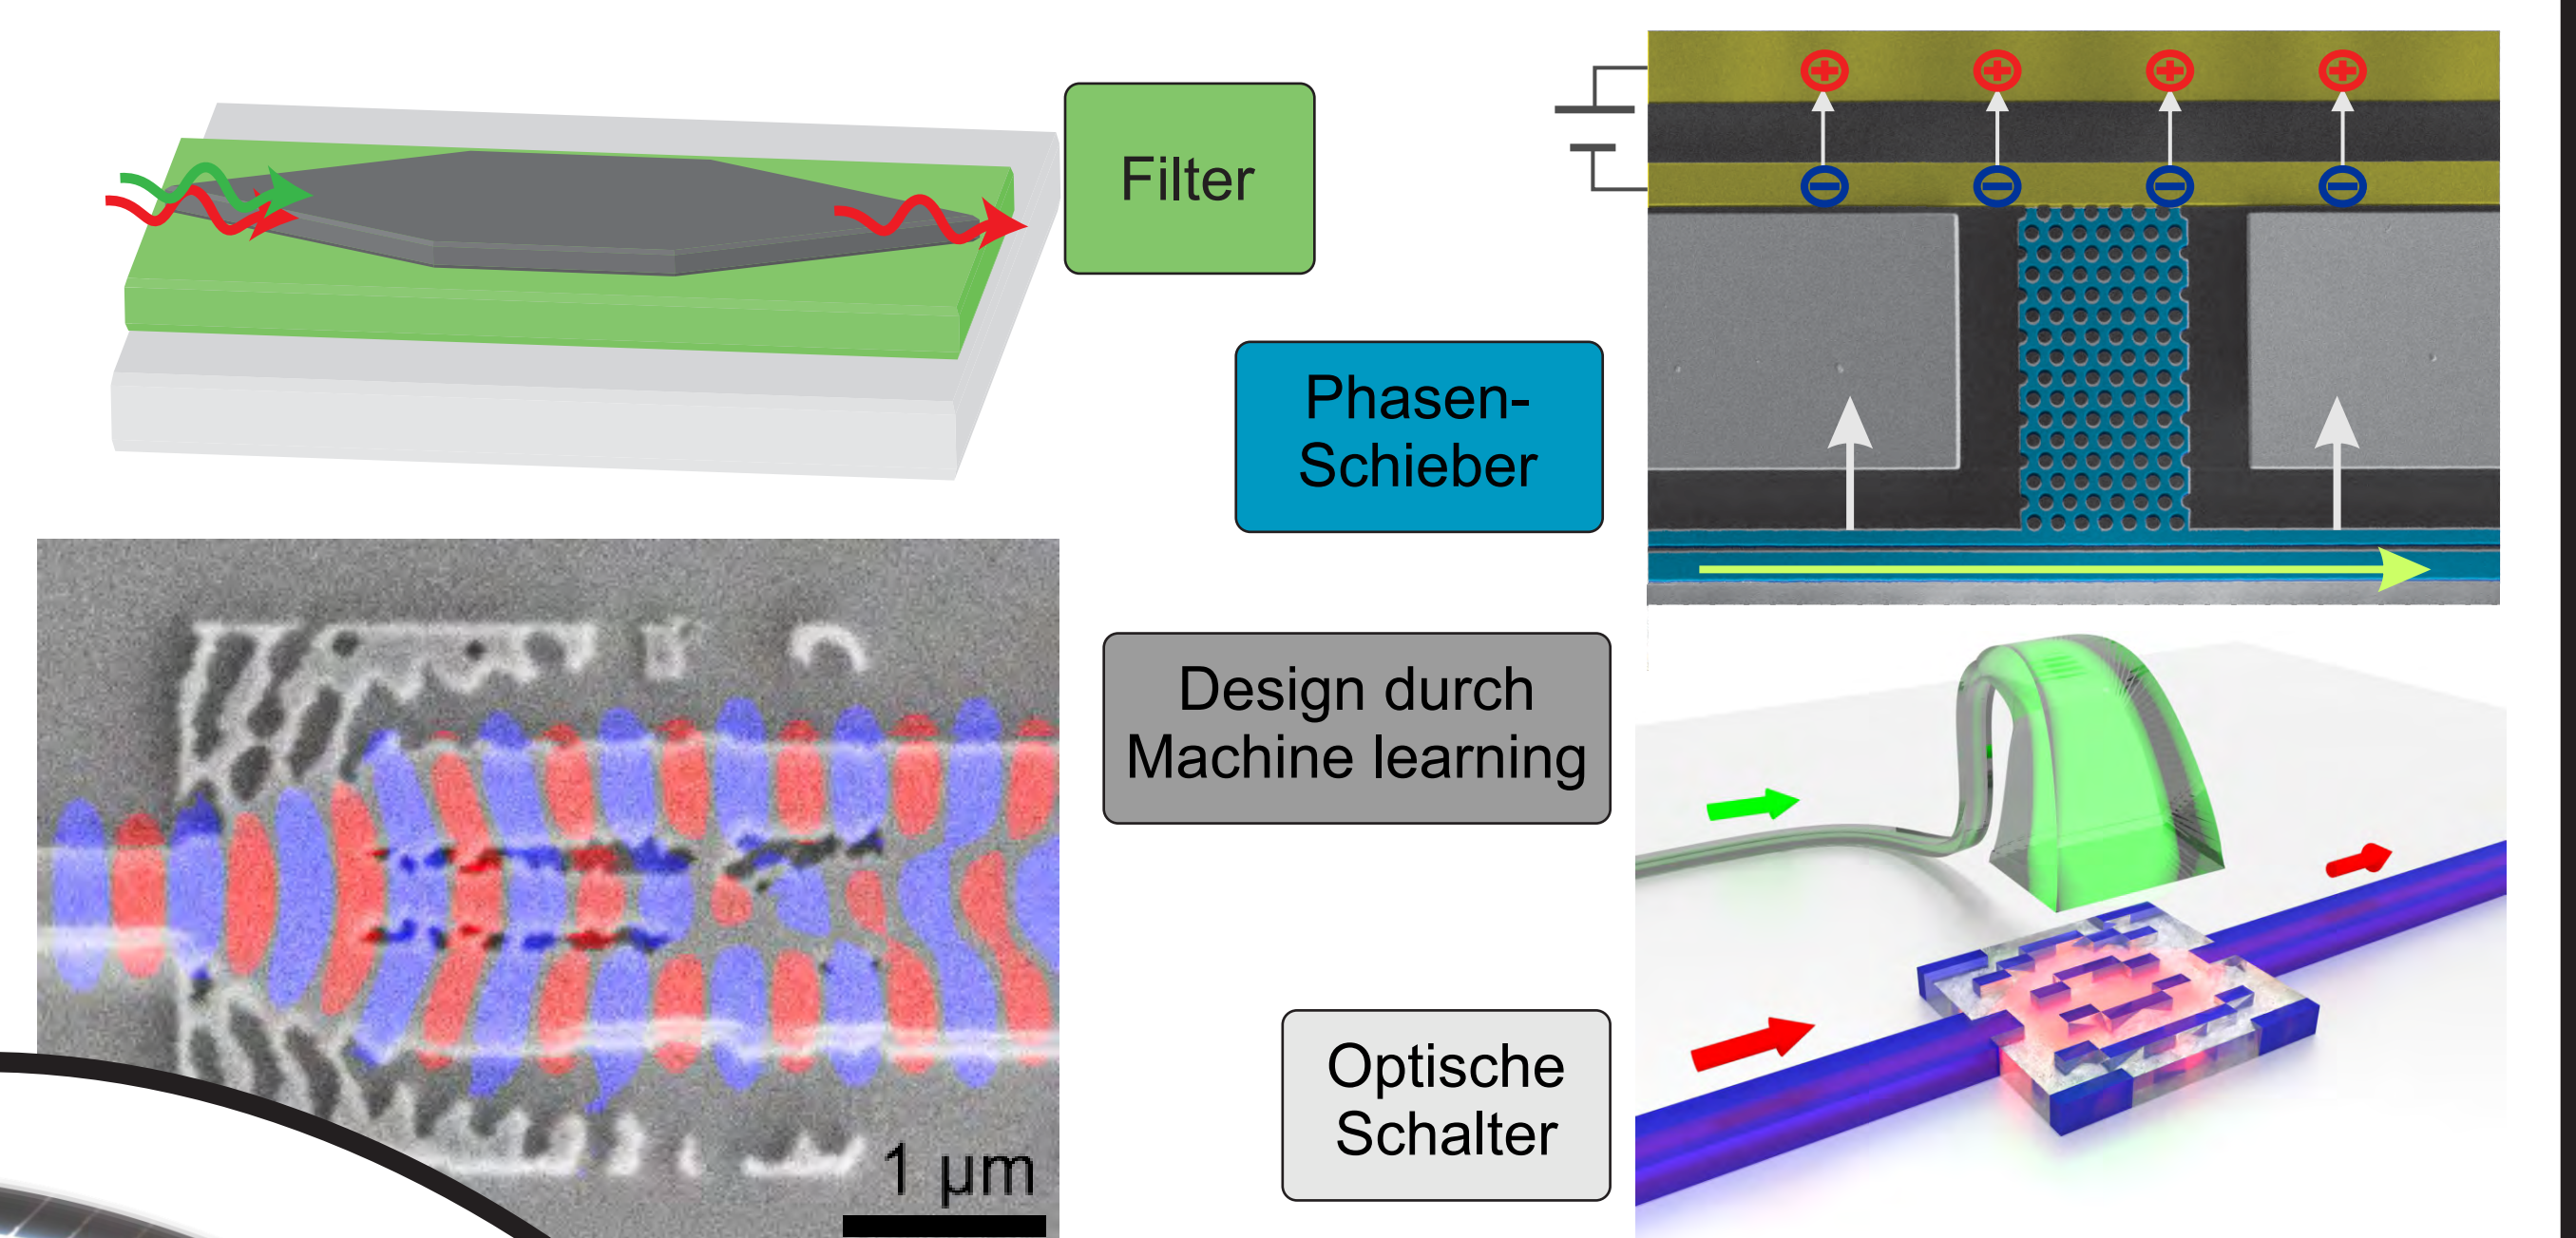 Filter
Phasen-
Schieber
Design durch
Machine learning
Optische
Schalter
1 µm